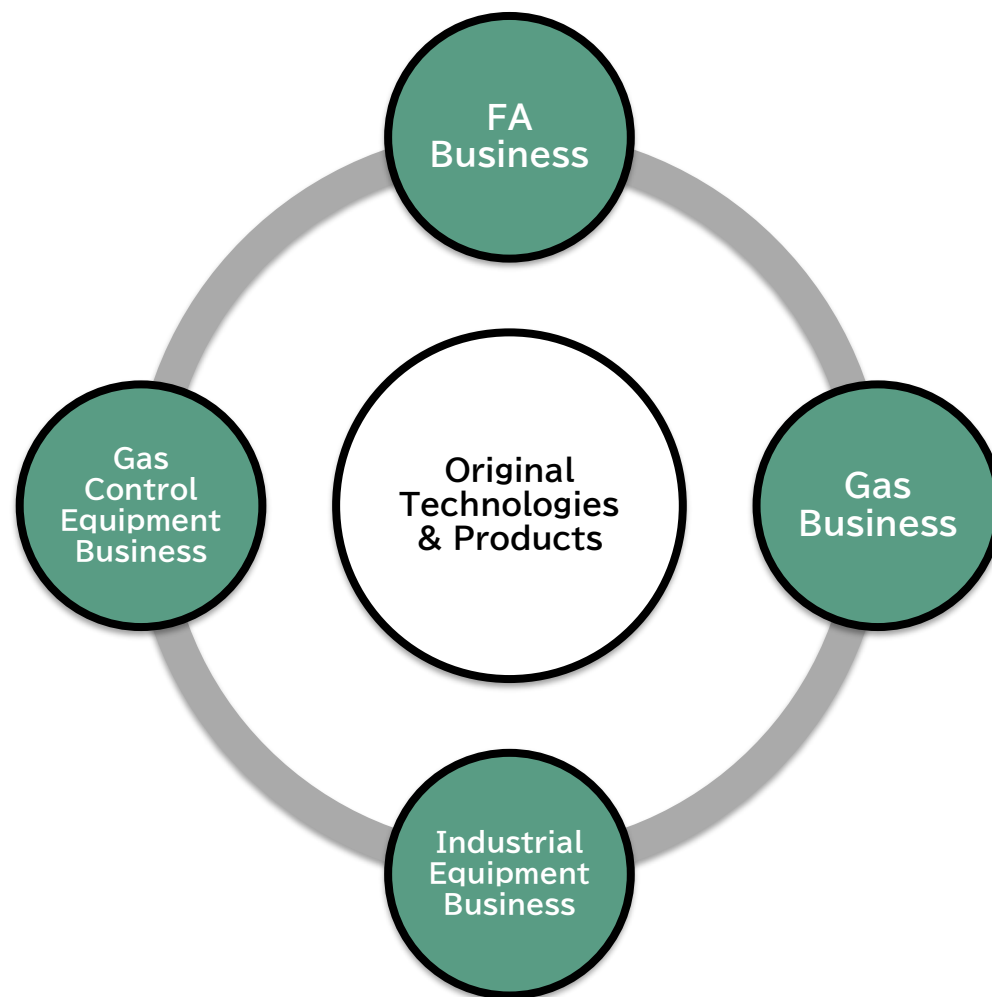 FA
Business
Gas
Control
Equipment
Business
Original
Technologies
& Products
Gas
Business
Industrial
Equipment
Business